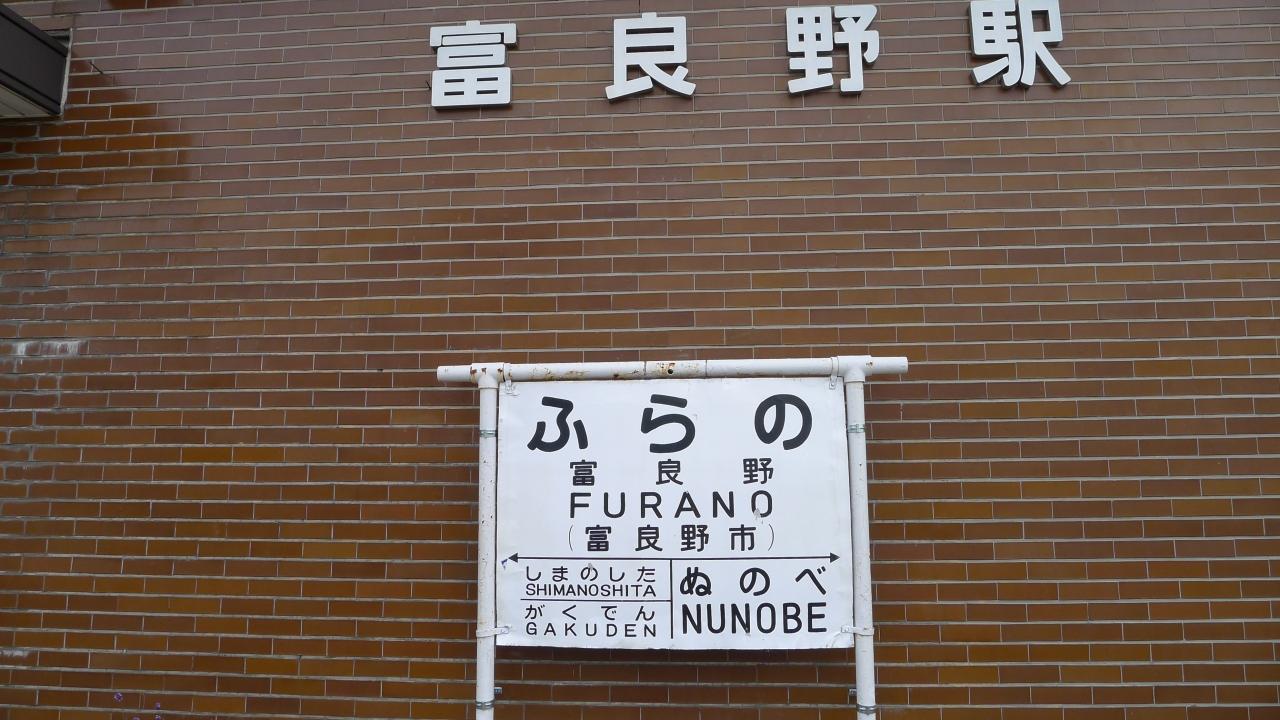 富良野駅
ふらの
富良野
FURANO
(富良野市)
しまのした
SHIMANOSHITA
がくでん
GAKUDEN
ぬのべ
NUNOBE